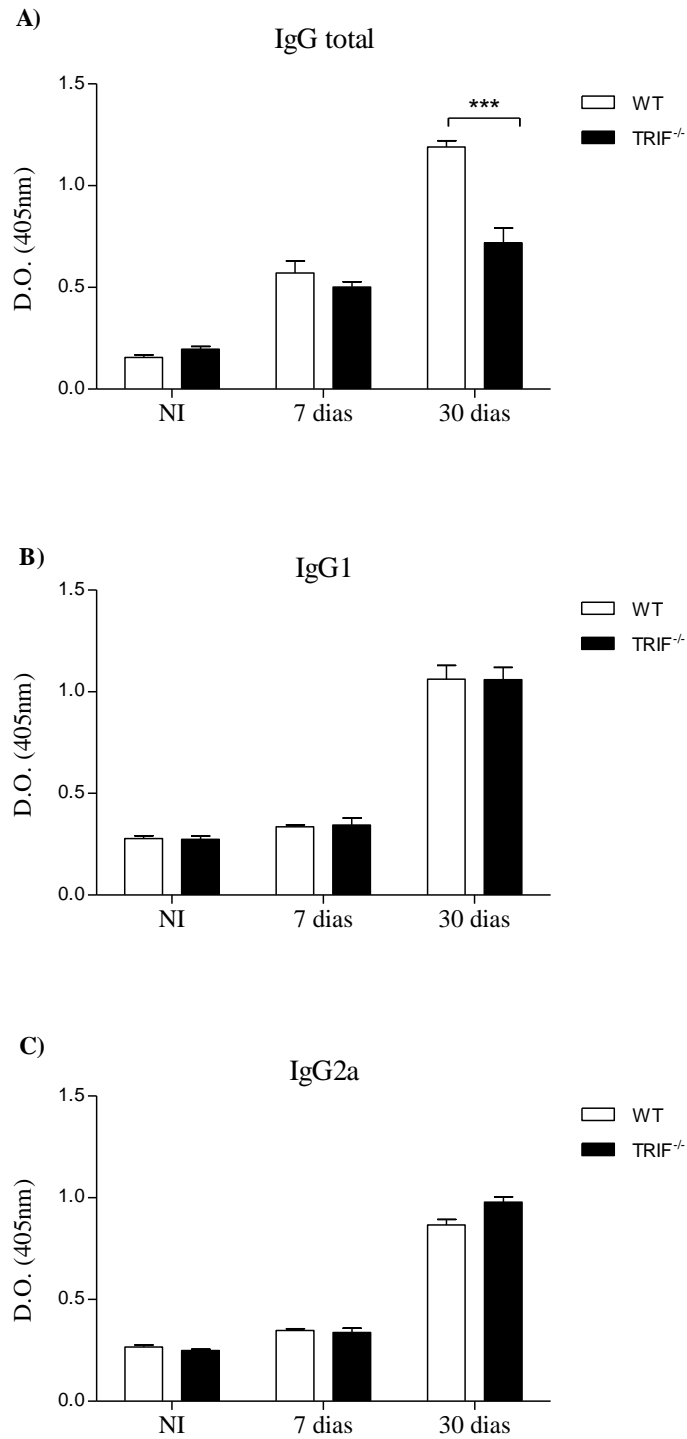 A)
IgG total
1.5
1.0
0.5
0.0
D.O. (405nm)
***
WT
TRIF-/-
NI 7 dias 30 dias
B)
IgG1
1.5
1.0
0.5
0.0
D.O. (405nm)
WT
TRIF-/-
NI 7 dias 30 dias
C)
IgG2a
1.5
1.0
0.5
0.0
D.O. (405nm)
WT
TRIF-/-
NI 7 dias 30 dias